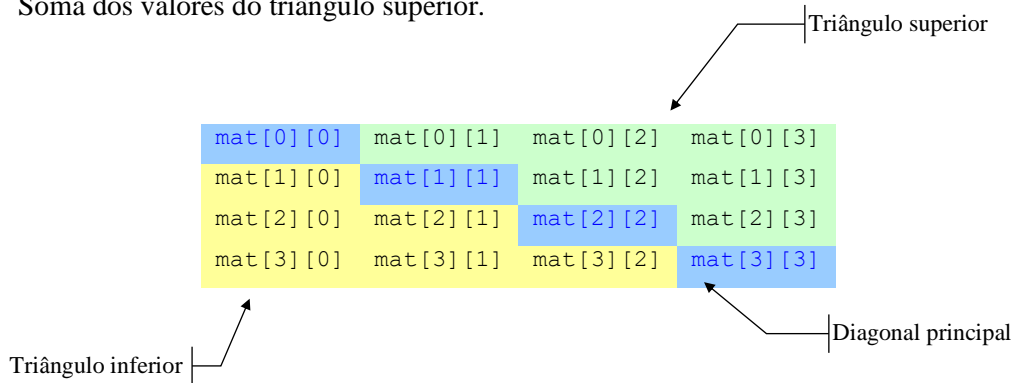 Soma dos valores do triângulo superior.
Triângulo superior
mat[0][0] mat[0][1] mat[0][2] mat[0][3]
mat[1][0] mat[1][1] mat[1][2] mat[1][3]
mat[2][0] mat[2][1] mat[2][2] mat[2][3]
mat[3][0] mat[3][1] mat[3][2] mat[3][3]
Diagonal principal
Triângulo inferior